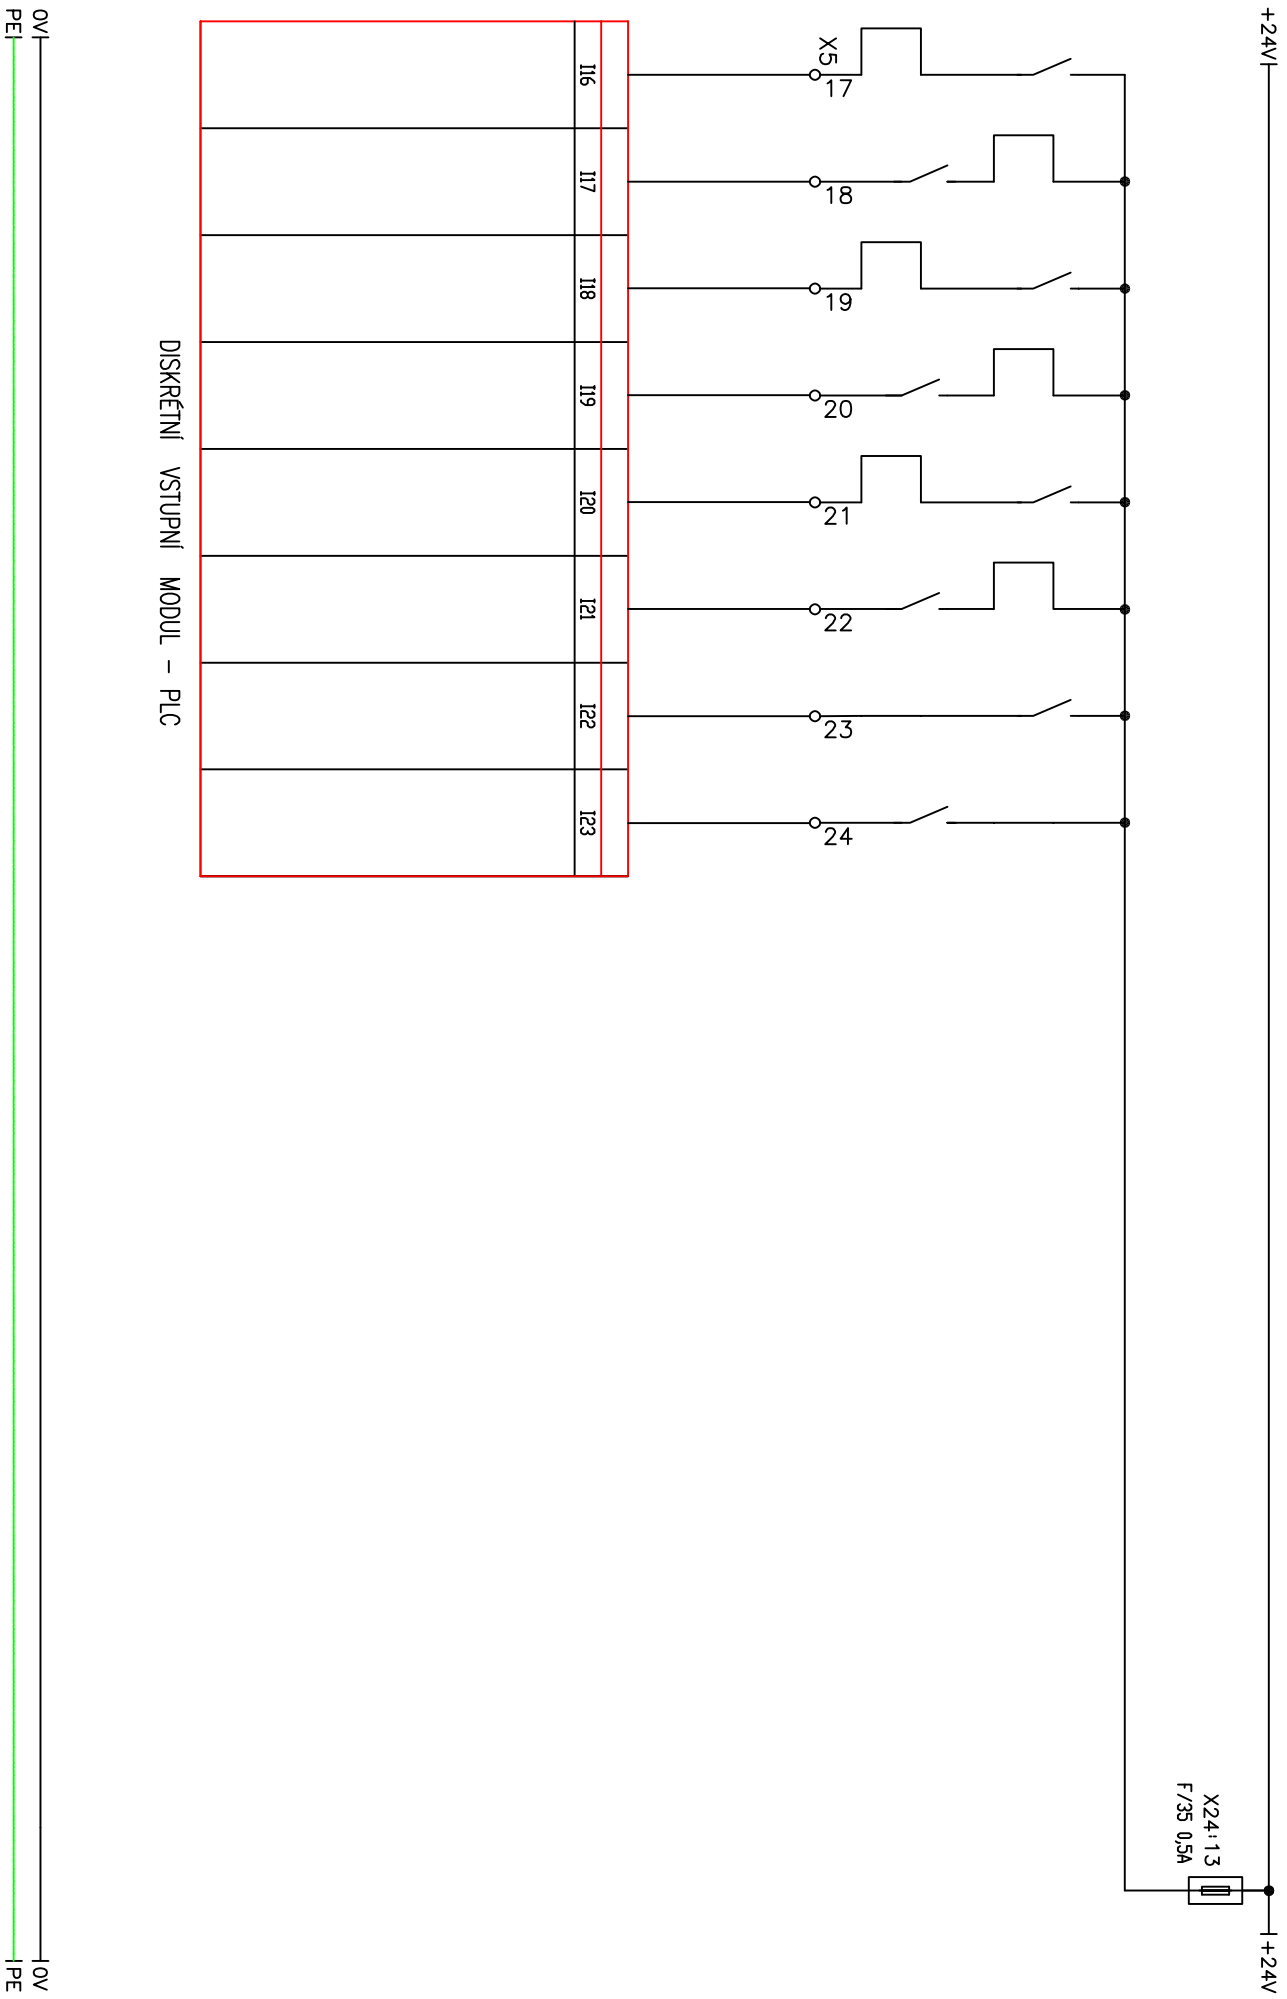 +24V
+24V
X24:13
F/35 0,5A
X5
17
18
19
20
21
22
23
24
I16
I17
I18
I19
I20
I21
I22
I23
DISKRÉTNÍ VSTUPNÍ MODUL - PLC
0V
0V
PE
PE